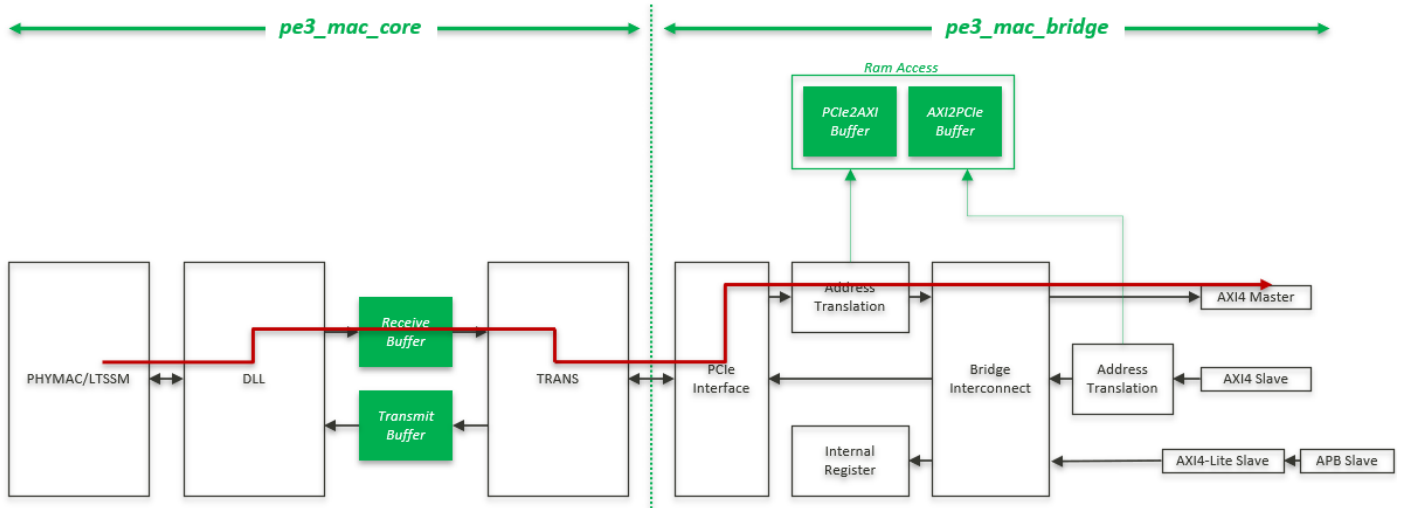 pe3_mac_core
pe3_mac_bridge
Ram Access
PCIe2AXI
Buffer
AXI2PCIe
Buffer
PHYMAC/LTSSM
DLL
Receive
Buffer
Transmit
Buffer
TRANS
PCIe
Interface
Address
Translation
Internal
Register
Bridge
Interconnect
AXI4 Master
Address
Translation
AXI4 Slave
AXI4-Lite Slave
APB Slave